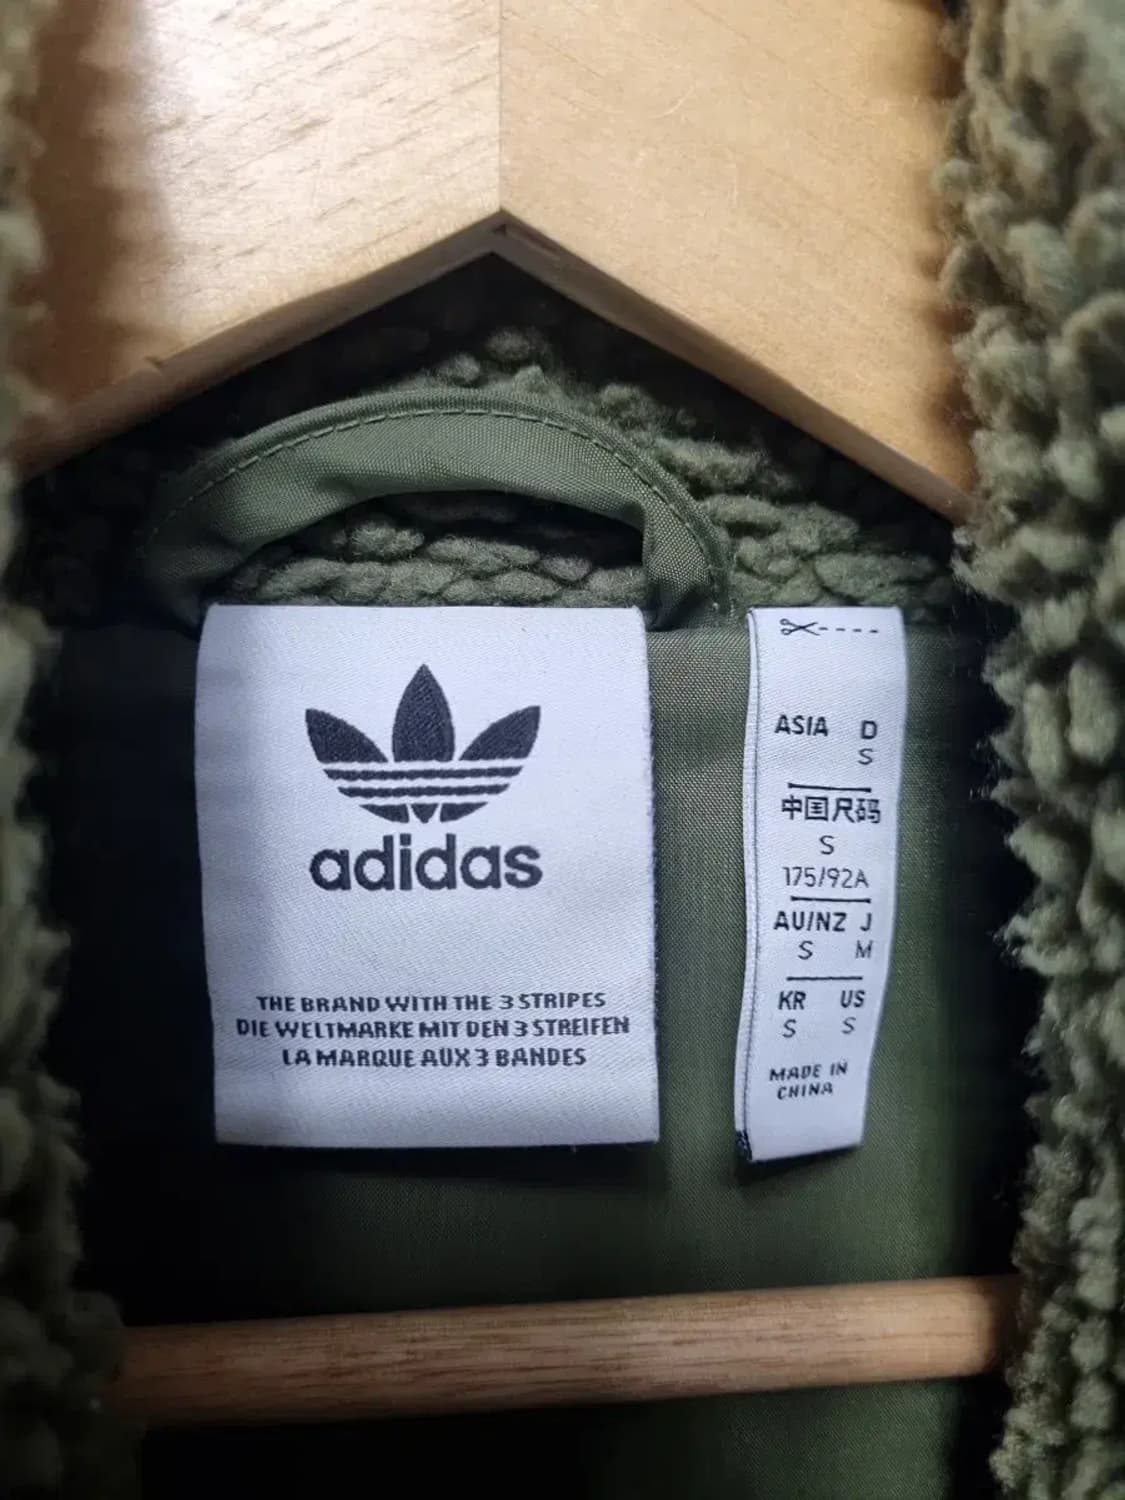 adidas
THE BRAND WITH THE 3 STRIPES
DIE WELTMARKE MIT DEN 3 STREIFEN
LA MARQUE AUX 3 BANDES
ASIA D
S
中国尺码
S
175/92A
AU/NZ J
S M
KR US
S S
MADE IN
CHINA